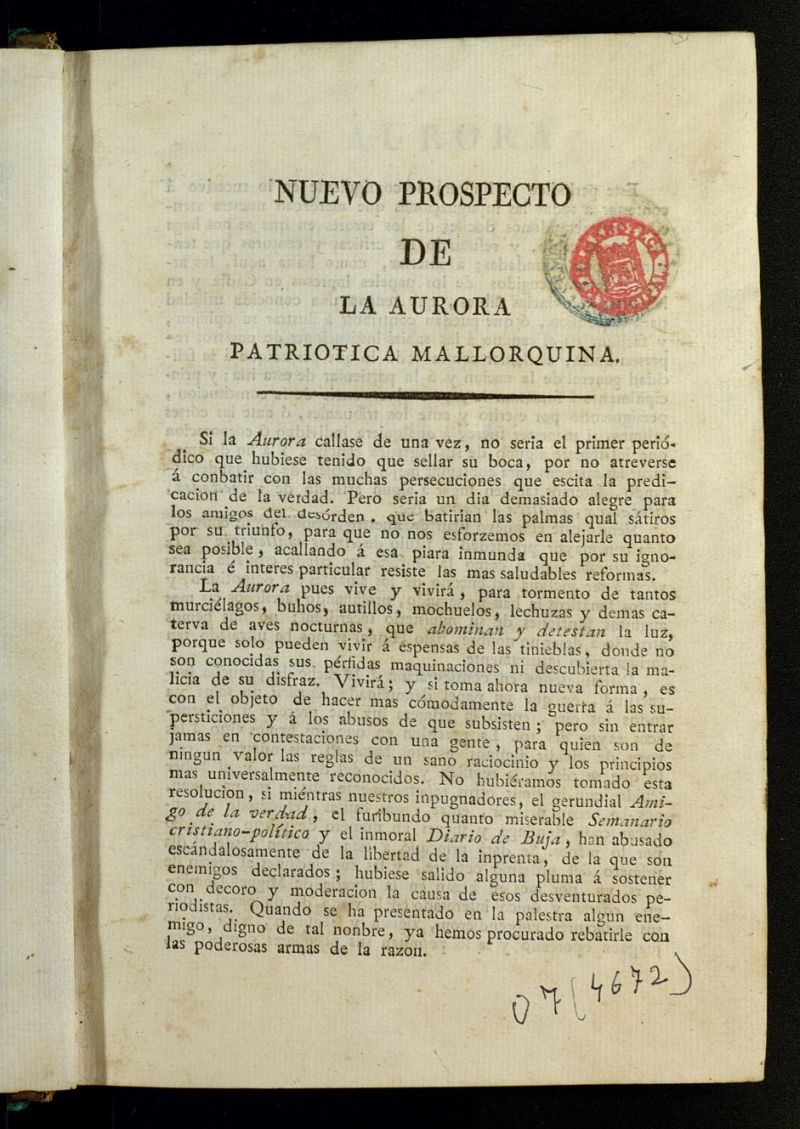 NUEVO PROSPECTO
DE
LA AURORA
PATRIOTICA MALLORQUINA.
Si la Aurora callase de una vez, no seria el primer perió-
dico que hubiese tenido que sellar su boca, por no atreverse
á conbatir con las muchas persecuciones que escita la predi-
cacion de la verdad. Pero seria un dia demasiado alegre para
los amigos del desórden, que batirian las palmas qual sátiros
por su triunfo, para que no nos esforzemos en alejarle quanto
sea posible, acallando á esa piara inmunda que por su igno-
rancia é interes particular resiste las mas saludables reformas.
La Aurora pues vive y vivirá, para tormento de tantos
murciélagos, buhos, autillos, mochuelos, lechuzas y demas ca-
terva de aves nocturnas, que abominan y detestan la luz,
porque solo pueden vivir á espensas de las tinieblas, donde no
son conocidas sus pérfidas maquinaciones ni descubierta la ma-
licia de su disfraz. Vivirá; y si toma ahora nueva forma, es
con el objeto de hacer mas cómodamente la guerra á las su-
persticiones y á los abusos de que subsisten; pero sin entrar
jamas en contestaciones con una gente, para quien son de
ningun valor las reglas de un sano raciocinio y los principios
mas universalmente reconocidos. No hubiéramos tomado esta
resolucion, si miéntras nuestros inpugnadores, el gerundial Ami-
go de la verdad, el furibundo quanto miserable Semanario
cristiano-político y el inmoral Diario de Buja, han abusado
escandalosamente de la libertad de la inprenta, de la que son
enemigos declarados; hubiese salido alguna pluma á sostener
con decoro y moderacion la causa de esos desventurados pe-
riodistas. Quando se ha presentado en la palestra algun ene-
migo, digno de tal nonbre, ya hemos procurado rebatirle con
las poderosas armas de la razon.
07(4672)